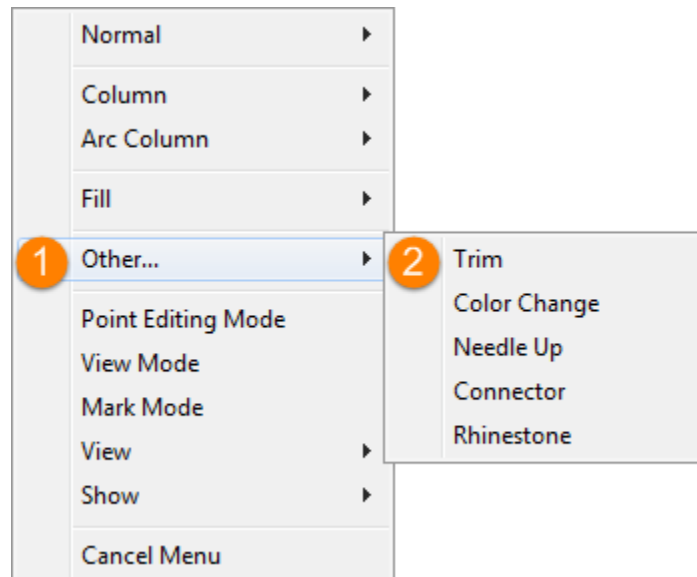 Normal
Column
Arc Column
Fill
1 Other...
Point Editing Mode
View Mode
Mark Mode
View
Show
Cancel Menu
2 Trim
Color Change
Needle Up
Connector
Rhinestone